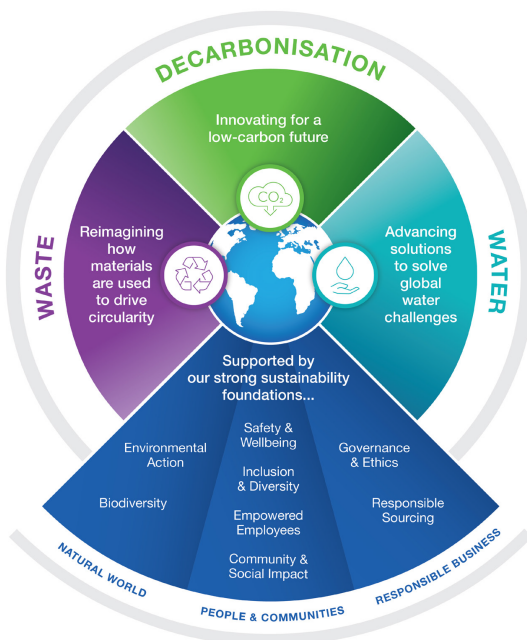 DECARBONISATION
Innovating for a
low-carbon future
CO₂
WASTE
Reimagining
how
materials
are used
to drive
circularity
WATER
Advancing
solutions
to solve
global
water
challenges
Supported by
our strong sustainability
foundations...
Environmental
Action
Biodiversity
NATURAL WORLD
Safety &
Wellbeing
Inclusion
& Diversity
Empowered
Employees
Community &
Social Impact
PEOPLE & COMMUNITIES
Governance
& Ethics
Responsible
Sourcing
RESPONSIBLE BUSINESS